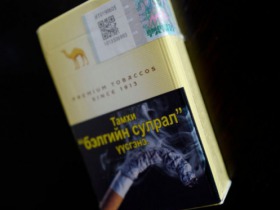 PREMIUM TOBACCOS
SINCE 1913
Тамхи
"бэлгийн сулрал"
үүсгэнэ